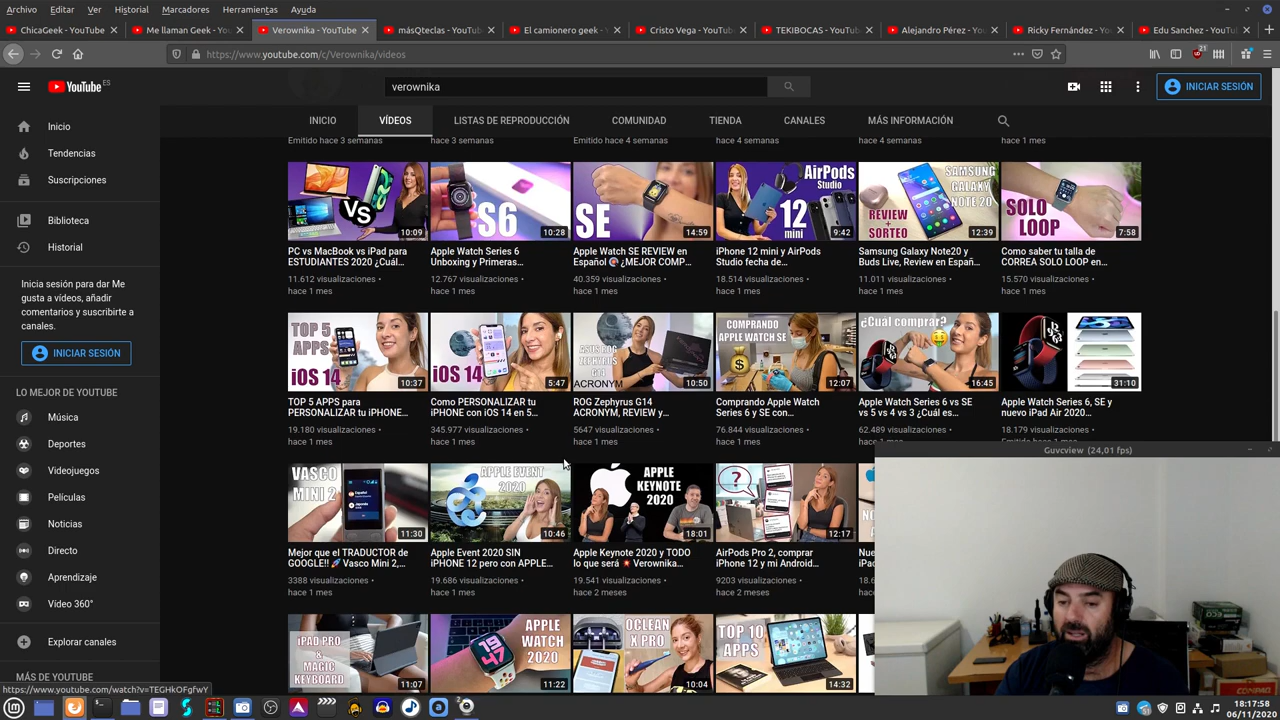 Archivo Editar Ver Historial Marcadores Herramientas Ayuda
ChicaGeek - YouTube
Me llaman Geek - YouT
Verownika - YouTube
másQteclas - YouTub
El camionero geek - Yo
Cristo Vega - YouTube
TEKIBOCAS - YouTub
Alejandro Pérez - YouT
Ricky Fernández - You
Edu Sanchez - YouTub
https://www.youtube.com/c/Verownika/videos
21
YouTube ES
verownika
INICIAR SESIÓN
INICIO VÍDEOS LISTAS DE REPRODUCCIÓN COMUNIDAD TIENDA CANALES MÁS INFORMACIÓN
Inicio
Tendencias
Suscripciones
Biblioteca
Historial
Inicia sesión para dar Me
gusta a vídeos, añadir
comentarios y suscribirte a
canales.
INICIAR SESIÓN
LO MEJOR DE YOUTUBE
Música
Deportes
Videojuegos
Películas
Noticias
Directo
Aprendizaje
Vídeo 360°
Explorar canales
MÁS DE YOUTUBE
https://www.youtube.com/watch?v=TEGHkOFgfwY
Emitido hace 3 semanas hace 3 semanas hace 4 semanas hace 4 semanas Emitido hace 4 semanas hace 1 mes
VS
10:09
S6
10:28
SE
14:59
AirPods
Studio
12
mini
9:42
SAMSUNG
GALAXY
NOTE 20
REVIEW
+
SORTEO
12:39
SOLO
LOOP
7:58
PC vs MacBook vs iPad para
ESTUDIANTES 2020 ¿Cuál...
11.612 visualizaciones ·
hace 1 mes
Apple Watch Series 6
Unboxing y Primeras...
12.767 visualizaciones ·
hace 1 mes
Apple Watch SE REVIEW en
Español 🎯 ¿MEJOR COMP...
40.359 visualizaciones ·
hace 1 mes
iPhone 12 mini y AirPods
Studio fecha de...
18.514 visualizaciones ·
hace 1 mes
Samsung Galaxy Note20 y
Buds Live, Review en Españ...
11.011 visualizaciones ·
hace 1 mes
Como saber tu talla de
CORREA SOLO LOOP en...
15.570 visualizaciones ·
hace 1 mes
TOP 5
APPS
iOS 14
10:37
PERSONALIZAR
iOS 14
5:47
ASUS ROG
ZEPHYRUS
G14
ACRONYM
10:50
COMPRANDO
APPLE WATCH SE
12:07
¿Cuál comprar?
16:45
31:10
TOP 5 APPS para
PERSONALIZAR tu iPHONE...
19.180 visualizaciones ·
hace 1 mes
Como PERSONALIZAR tu
iPHONE con iOS 14 en 5...
345.977 visualizaciones ·
hace 1 mes
ROG Zephyrus G14
ACRONYM, REVIEW y...
5647 visualizaciones ·
hace 1 mes
Comprando Apple Watch
Series 6 y SE con...
76.844 visualizaciones ·
hace 1 mes
Apple Watch Series 6 vs SE
vs 5 vs 4 vs 3 ¿Cuál es...
62.489 visualizaciones ·
hace 1 mes
Apple Watch Series 6, SE y
nuevo iPad Air 2020...
18.179 visualizaciones ·
Emitido hace 1 mes
VASCO
MINI 2
11:30
APPLE EVENT
2020
10:46
APPLE
KEYNOTE
2020
18:01
?
12:17
Mejor que el TRADUCTOR de
GOOGLE!! 🚀 Vasco Mini 2,...
3388 visualizaciones ·
hace 1 mes
Apple Event 2020 SIN
iPHONE 12 pero con APPLE...
19.686 visualizaciones ·
hace 1 mes
Apple Keynote 2020 y TODO
lo que será 💥 Verownika...
19.541 visualizaciones ·
hace 2 meses
AirPods Pro 2, comprar
iPhone 12 y mi Android...
9203 visualizaciones ·
hace 2 meses
IPAD PRO
&
MAGIC
KEYBOARD
11:07
APPLE
WATCH
2020
11:22
OCLEAN
X PRO
10:04
TOP 10
APPS
14:32
Guvcview (24,01 fps)
18:17:58
06/11/2020